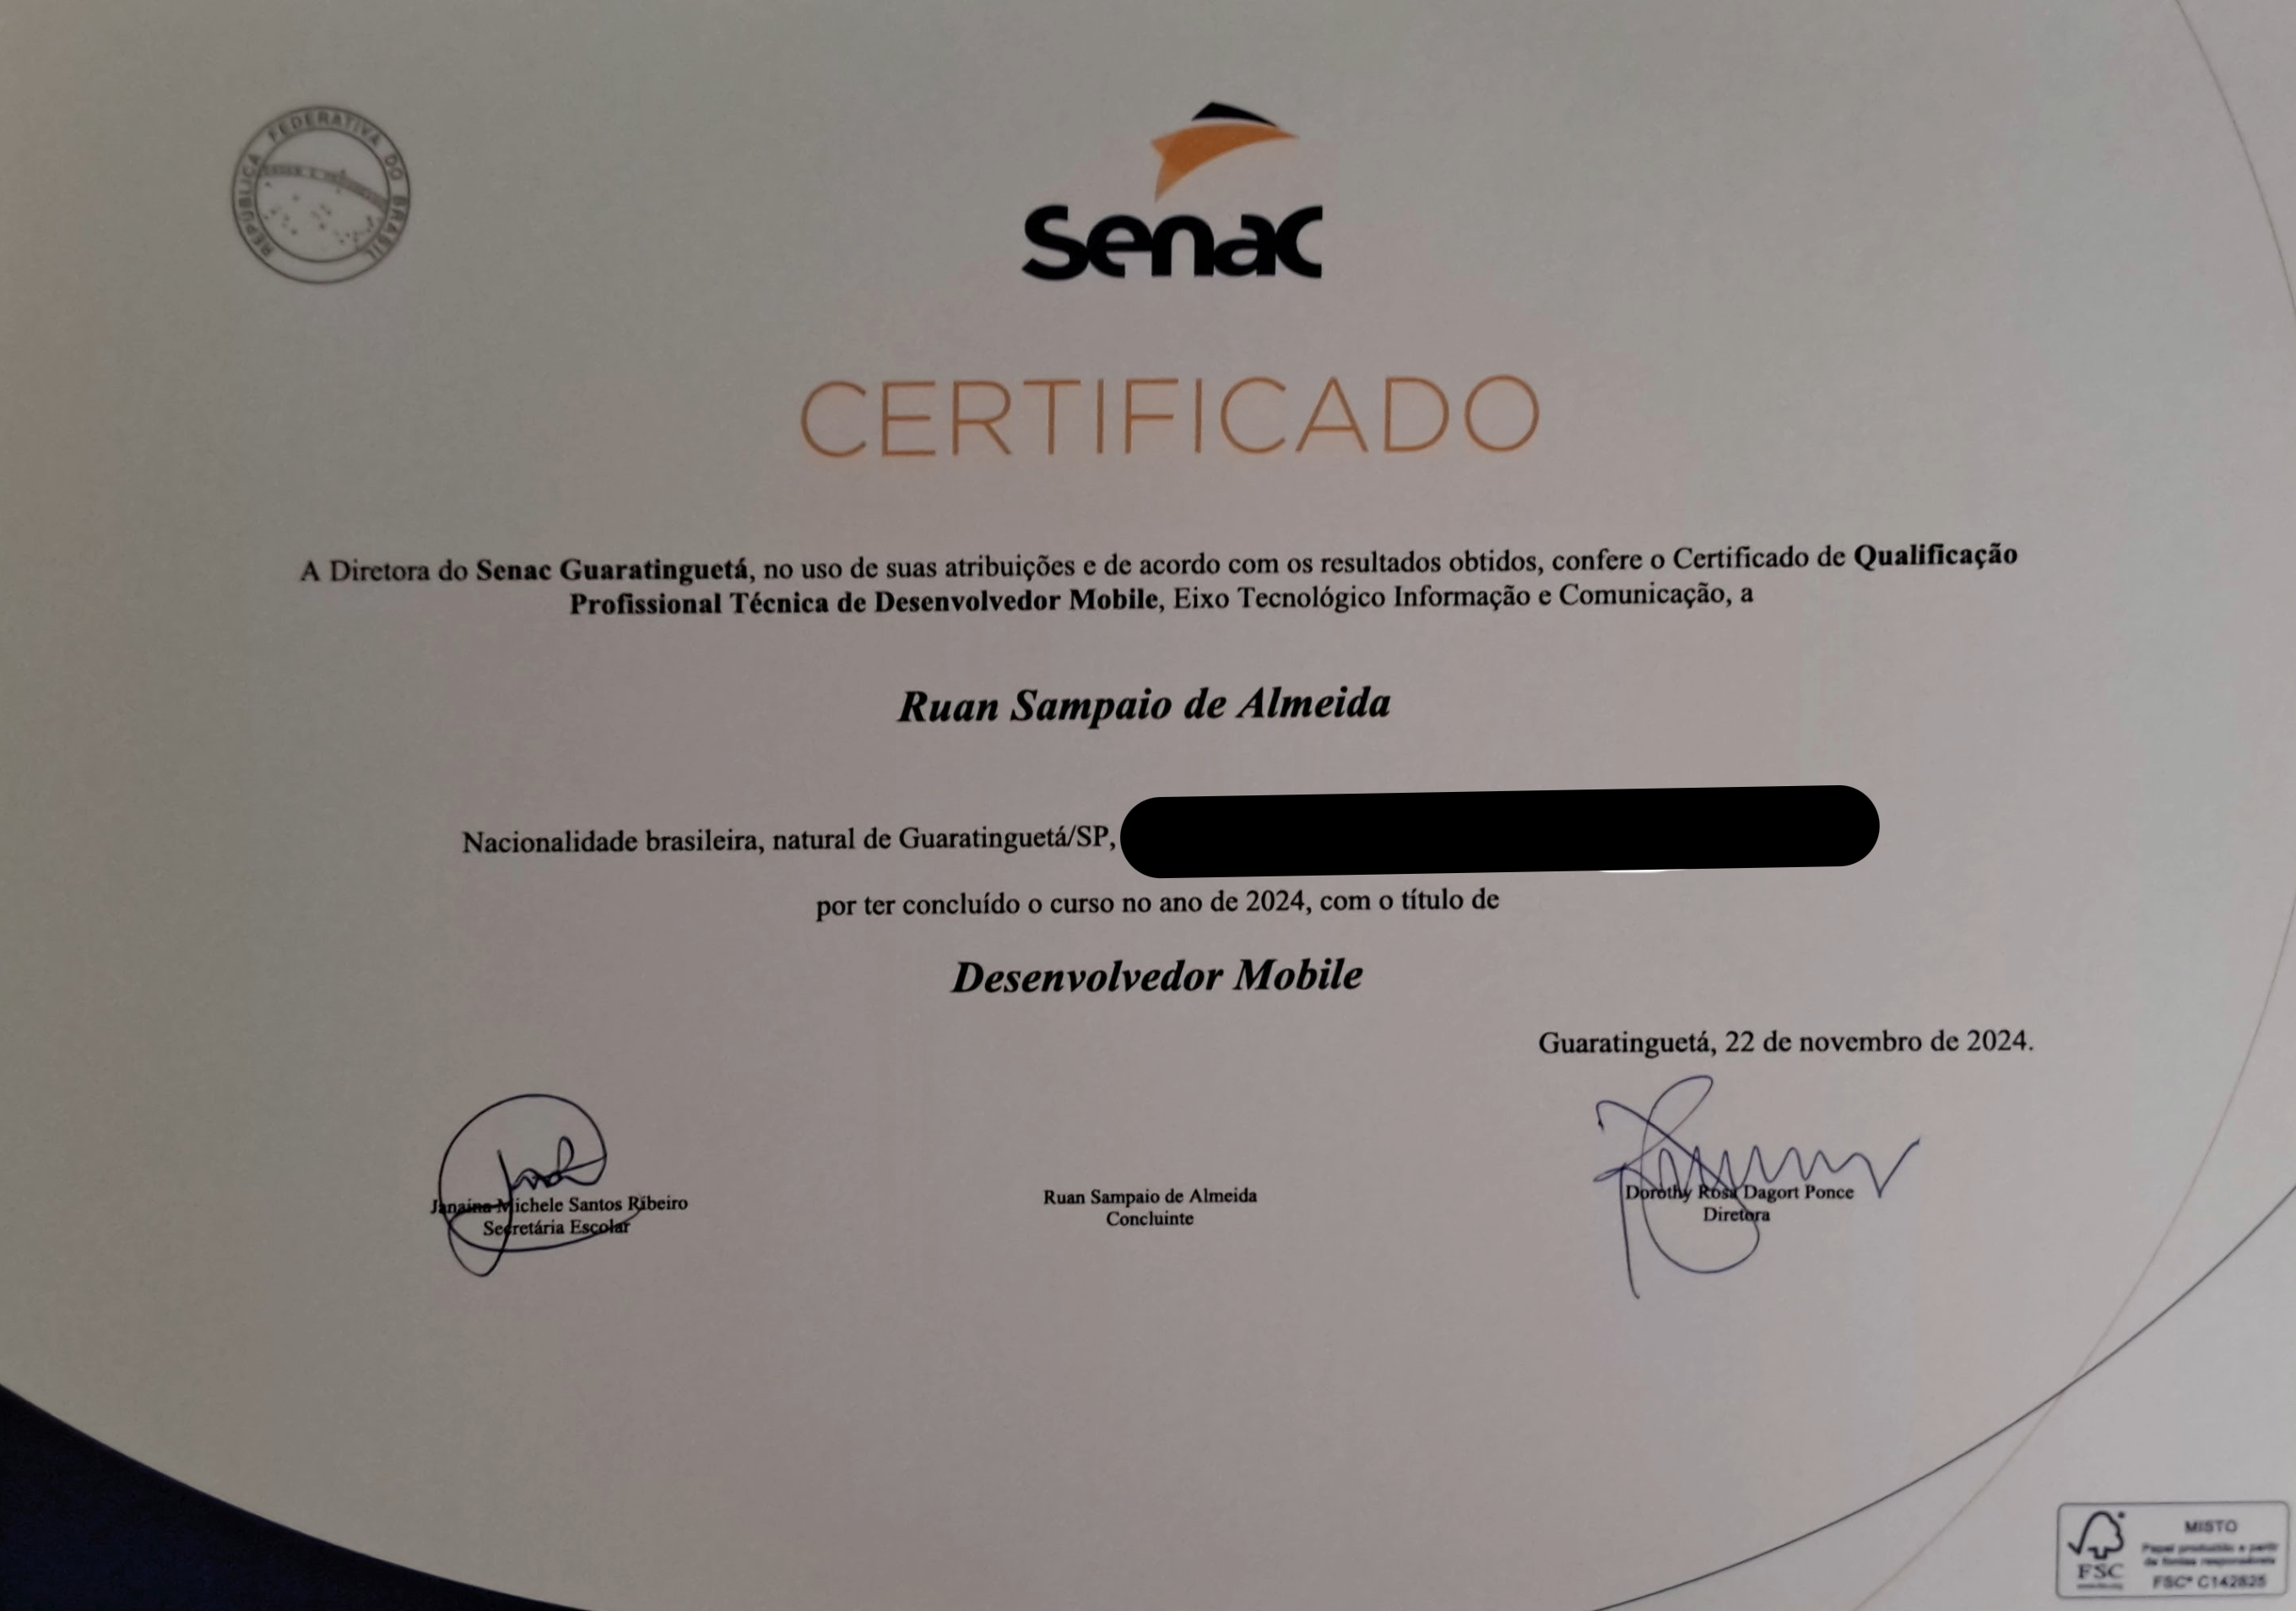 REPÚBLICA FEDERATIVA DO BRASIL
senac
CERTIFICADO
A Diretora do Senac Guaratinguetá, no uso de suas atribuições e de acordo com os resultados obtidos, confere o Certificado de Qualificação
Profissional Técnica de Desenvolvedor Mobile, Eixo Tecnológico Informação e Comunicação, a
Ruan Sampaio de Almeida
Nacionalidade brasileira, natural de Guaratinguetá/SP,
por ter concluído o curso no ano de 2024, com o título de
Desenvolvedor Mobile
Guaratinguetá, 22 de novembro de 2024.
Janaina Michele Santos Ribeiro
Secretária Escolar
Ruan Sampaio de Almeida
Concluinte
Dorothy Rosa Dagort Ponce
Diretora
FSC
MISTO
Papel produzido a partir
de fontes responsáveis
FSC® C142825